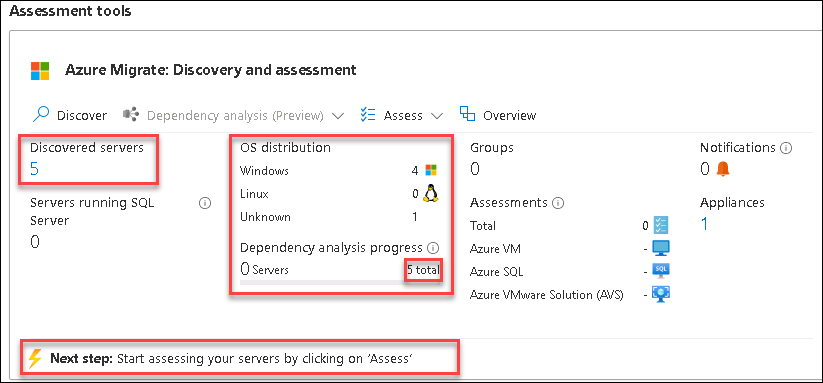 Assessment tools
Azure Migrate: Discovery and assessment
Discover Dependency analysis (Preview) Assess Overview
Discovered servers
5
Servers running SQL
Server
0
OS distribution
Windows 4
Linux 0
Unknown 1
Dependency analysis progress
0 Servers 5 total
Groups
0
Assessments
Total 0
Azure VM -
Azure SQL - SQL
Azure VMware Solution (AVS) -
Notifications
0
Appliances
1
Next step: Start assessing your servers by clicking on ‘Assess’